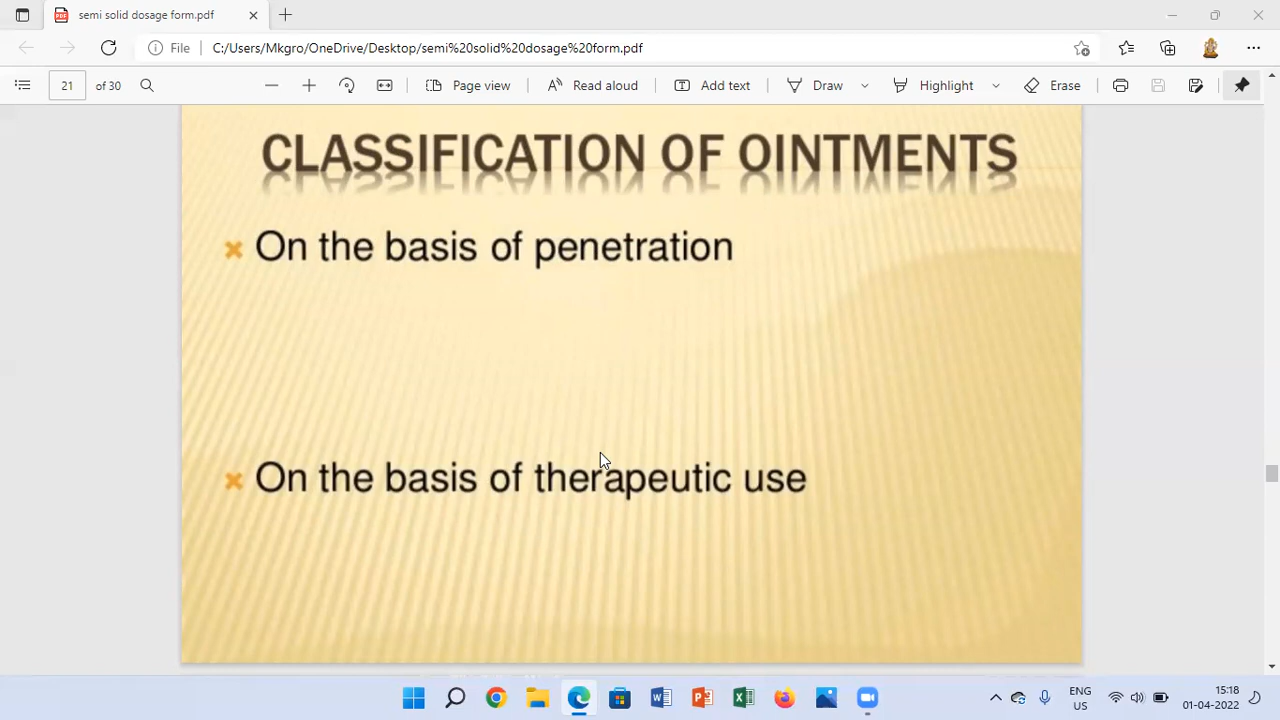 semi solid dosage form.pdf
File
C:/Users/Mkgro/OneDrive/Desktop/semi%20solid%20dosage%20form.pdf
21 of 30
Page view
Read aloud
Add text
Draw
Highlight
Erase
CLASSIFICATION OF OINTMENTS
On the basis of penetration
On the basis of therapeutic use
ENG
US
15:18
01-04-2022